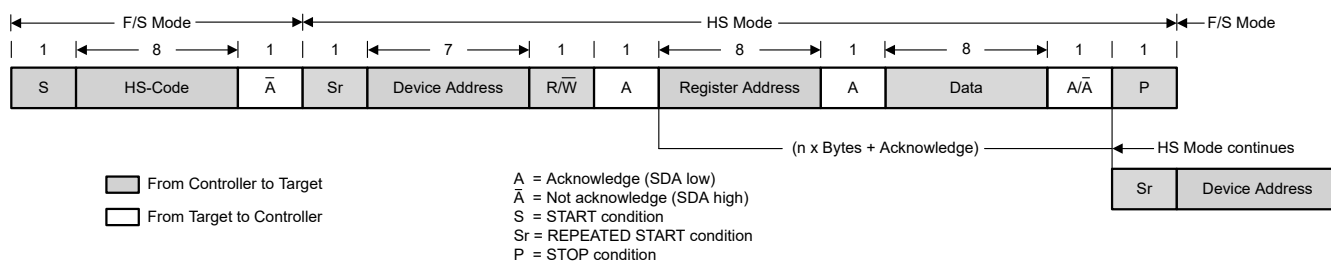 F/S Mode HS Mode F/S Mode
1 8 1 1 7 1 1 8 1 8 1 1
S HS-Code A̅ Sr Device Address R/W̅ A Register Address A Data A/A̅ P
(n x Bytes + Acknowledge) HS Mode continues
Sr Device Address
From Controller to Target
From Target to Controller
A = Acknowledge (SDA low)
A̅ = Not acknowledge (SDA high)
S = START condition
Sr = REPEATED START condition
P = STOP condition